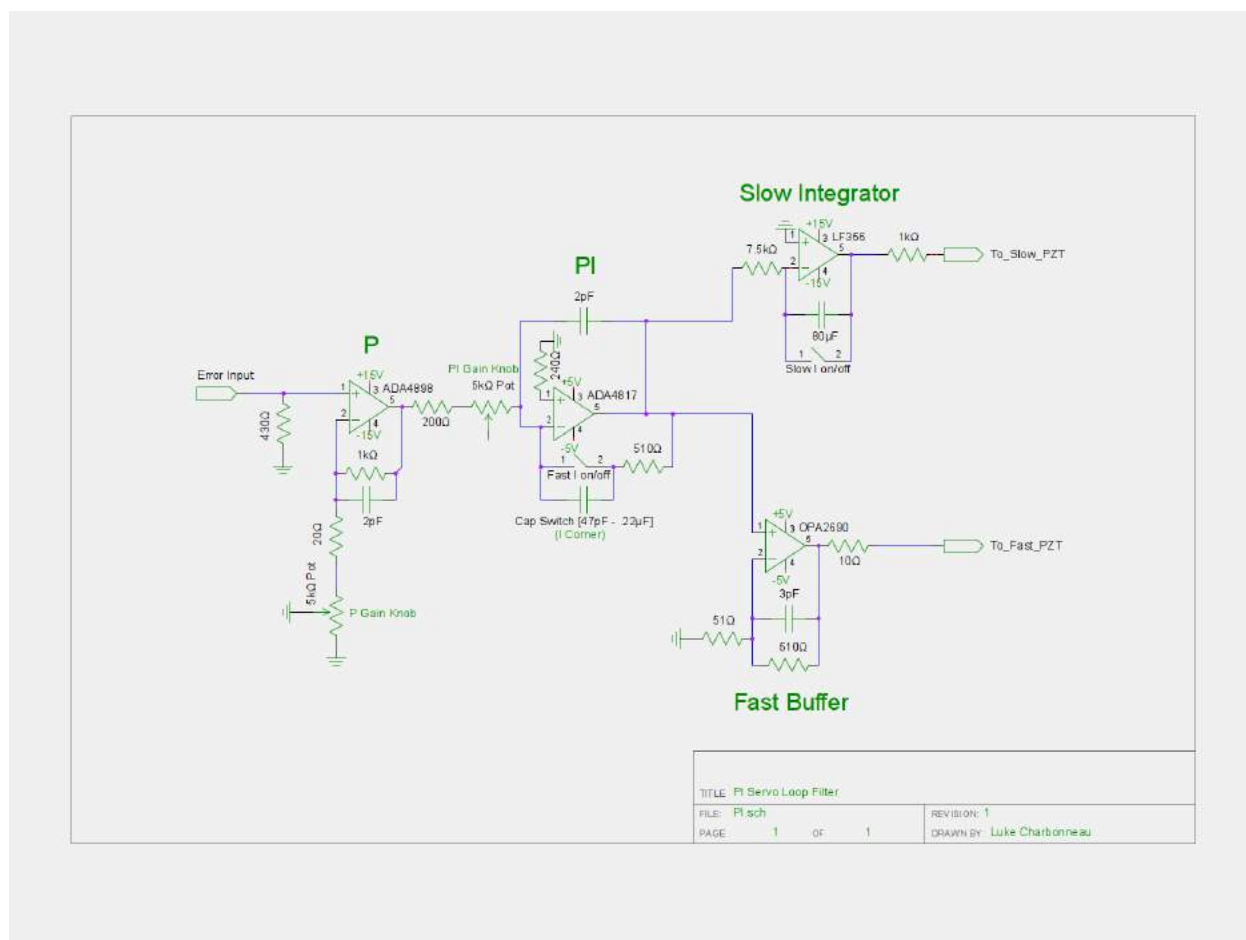 Slow Integrator
+15V
1
3 LF356
5
1kΩ
7.5kΩ
2
4
-15V
To_Slow_PZT
80µF
1 2
Slow I on/off
PI
2pF
P
Error Input
430Ω
+15V
1
3 ADA4898
5
2
4
-15V
1kΩ
2pF
20Ω
5kΩ Pot
P Gain Knob
200Ω
PI Gain Knob
5kΩ Pot
240Ω
+5V
1
3 ADA4817
5
2
4
-5V
1 2
510Ω
Fast I on/off
Cap Switch [47pF - .22µF]
(I Corner)
+5V
1
3 OPA2690
5
2
4
-5V
10Ω
To_Fast_PZT
3pF
51Ω
510Ω
Fast Buffer
TITLE PI Servo Loop Filter
FILE: PI.sch
REVISION: 1
PAGE 1 OF 1
DRAWN BY Luke Charbonneau